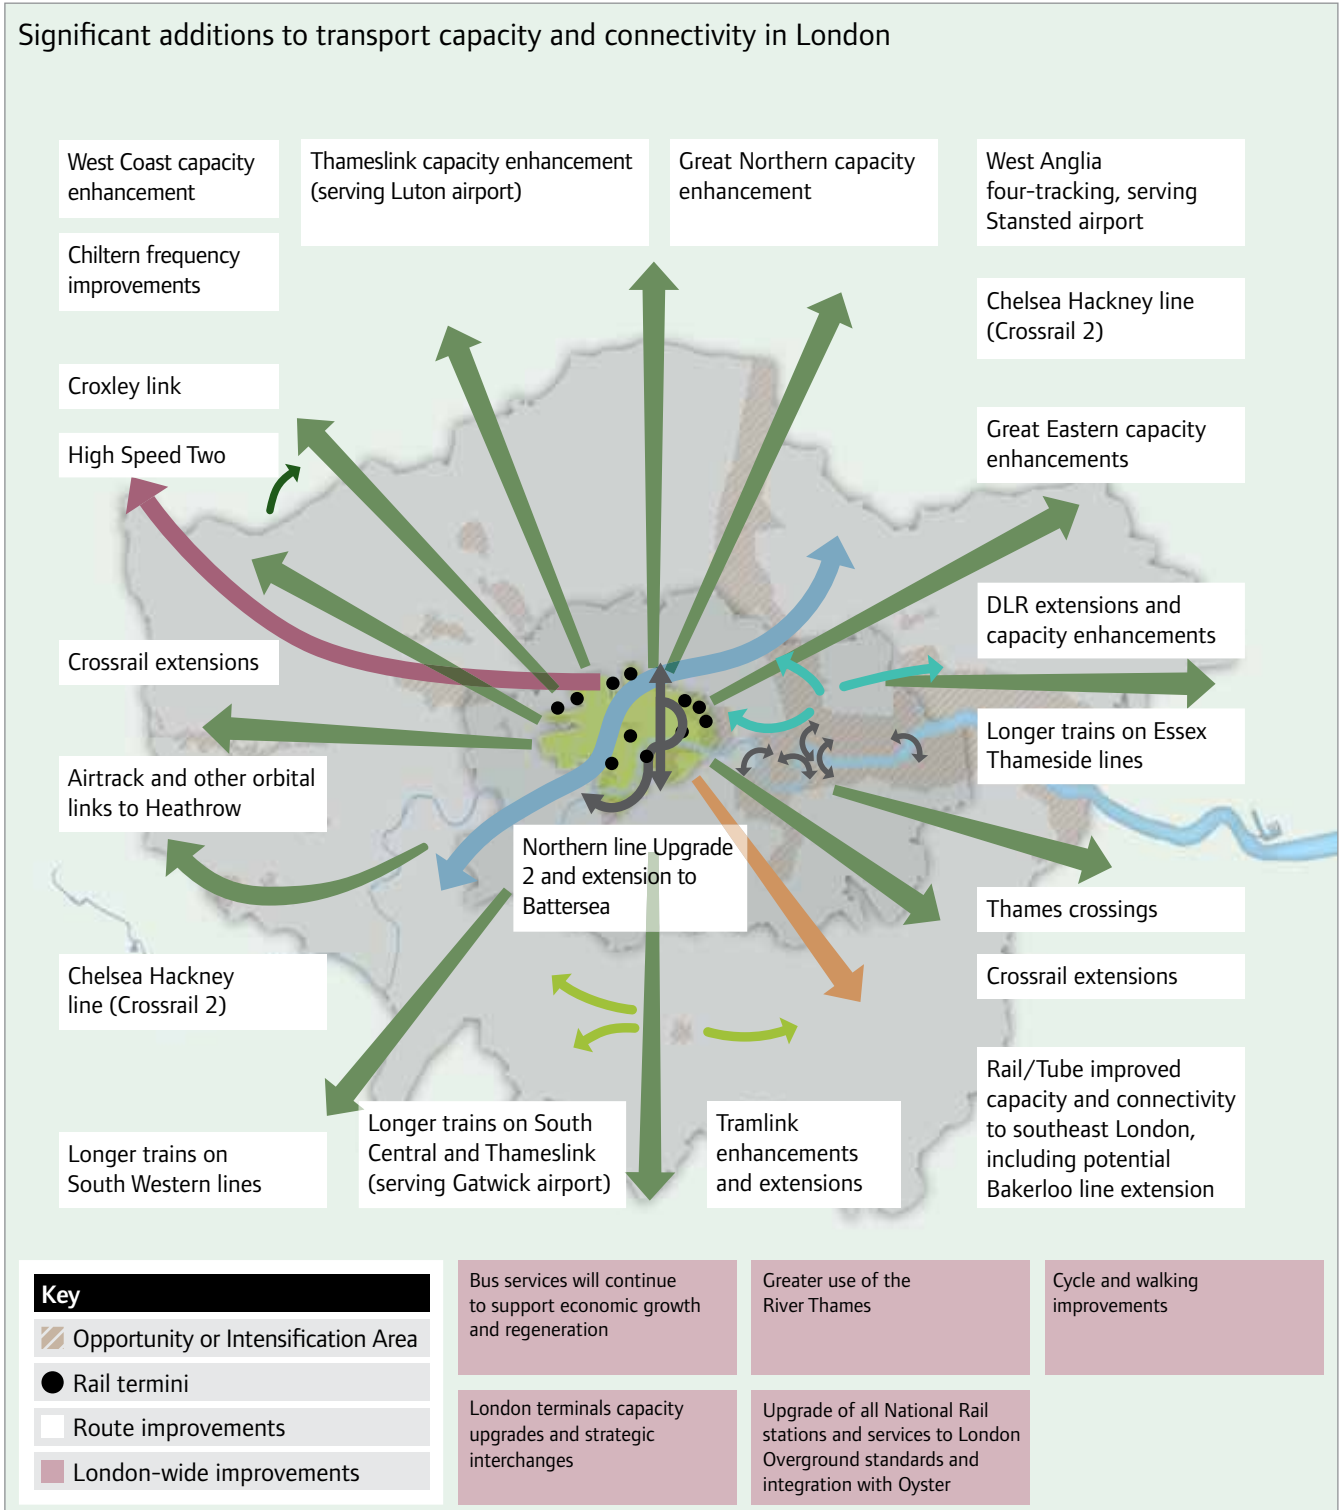 Significant additions to transport capacity and connectivity in London
West Coast capacity
enhancement
Thameslink capacity enhancement
(serving Luton airport)
Great Northern capacity
enhancement
West Anglia
four-tracking, serving
Stansted airport
Chiltern frequency
improvements
Chelsea Hackney line
(Crossrail 2)
Croxley link
High Speed Two
Great Eastern capacity
enhancements
DLR extensions and
capacity enhancements
Crossrail extensions
Longer trains on Essex
Thameside lines
Airtrack and other orbital
links to Heathrow
Northern line Upgrade
2 and extension to
Battersea
Thames crossings
Chelsea Hackney
line (Crossrail 2)
Crossrail extensions
Rail/Tube improved
capacity and connectivity
to southeast London,
including potential
Bakerloo line extension
Longer trains on
South Western lines
Longer trains on South
Central and Thameslink
(serving Gatwick airport)
Tramlink
enhancements
and extensions
Key
Opportunity or Intensification Area
Rail termini
Route improvements
London-wide improvements
Bus services will continue
to support economic growth
and regeneration
Greater use of the
River Thames
Cycle and walking
improvements
London terminals capacity
upgrades and strategic
interchanges
Upgrade of all National Rail
stations and services to London
Overground standards and
integration with Oyster